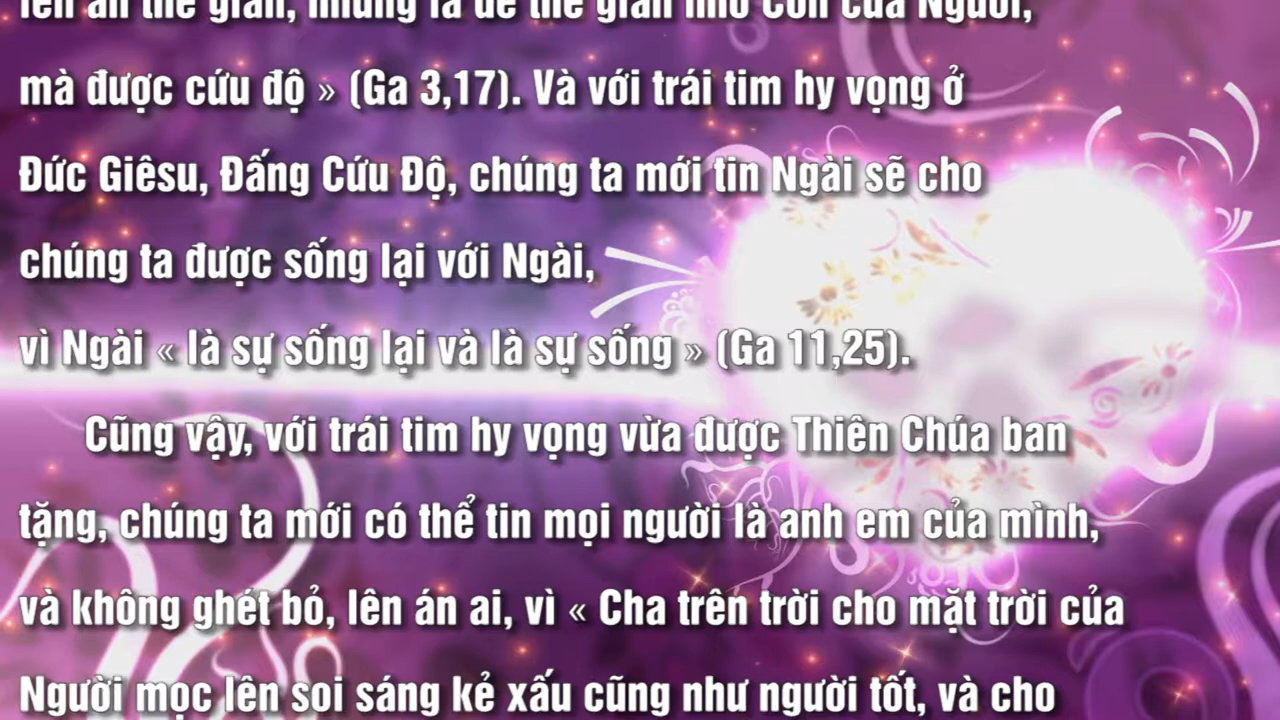 lên án thế gian, nhưng là để thế gian nhờ Con của Người,
mà được cứu độ » (Ga 3,17). Và với trái tim hy vọng ở
Đức Giêsu, Đấng Cứu Độ, chúng ta mới tin Ngài sẽ cho
chúng ta được sống lại với Ngài,
vì Ngài « là sự sống lại và là sự sống » (Ga 11,25).
Cũng vậy, với trái tim hy vọng vừa được Thiên Chúa ban
tặng, chúng ta mới có thể tin mọi người là anh em của mình,
và không ghét bỏ, lên án ai, vì « Cha trên trời cho mặt trời của
Người mọc lên soi sáng kẻ xấu cũng như người tốt, và cho